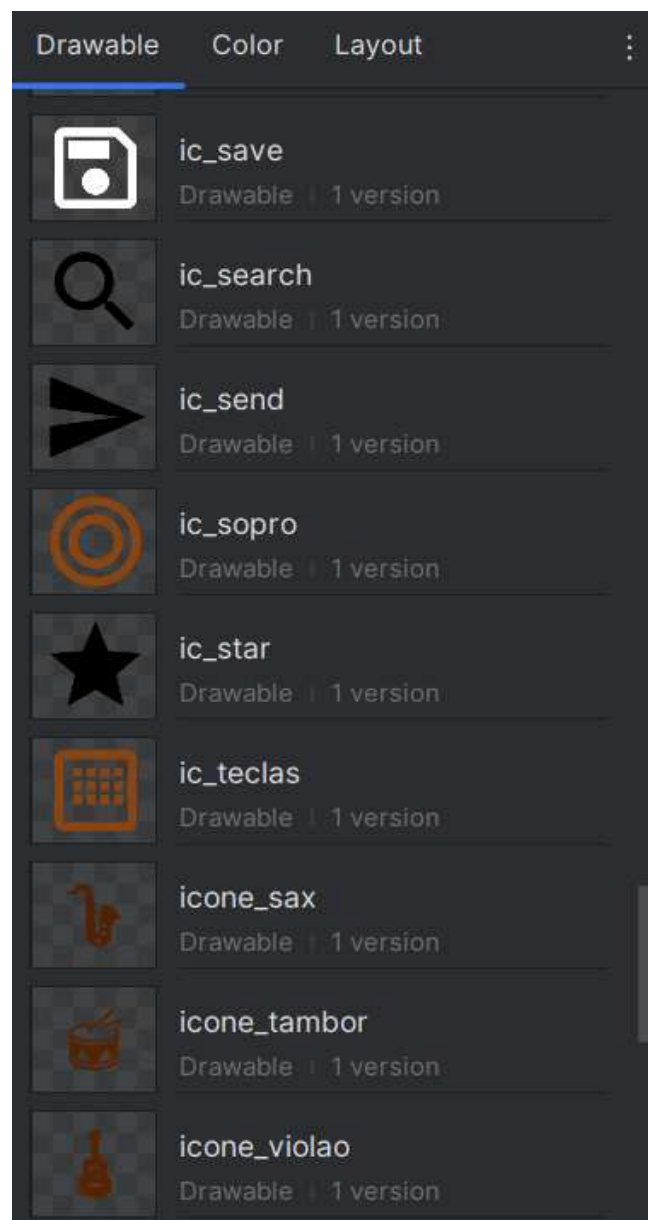 Drawable Color Layout
ic_save
Drawable | 1 version
ic_search
Drawable | 1 version
ic_send
Drawable | 1 version
ic_sopro
Drawable | 1 version
ic_star
Drawable | 1 version
ic_teclas
Drawable | 1 version
icone_sax
Drawable | 1 version
icone_tambor
Drawable | 1 version
icone_violao
Drawable | 1 version